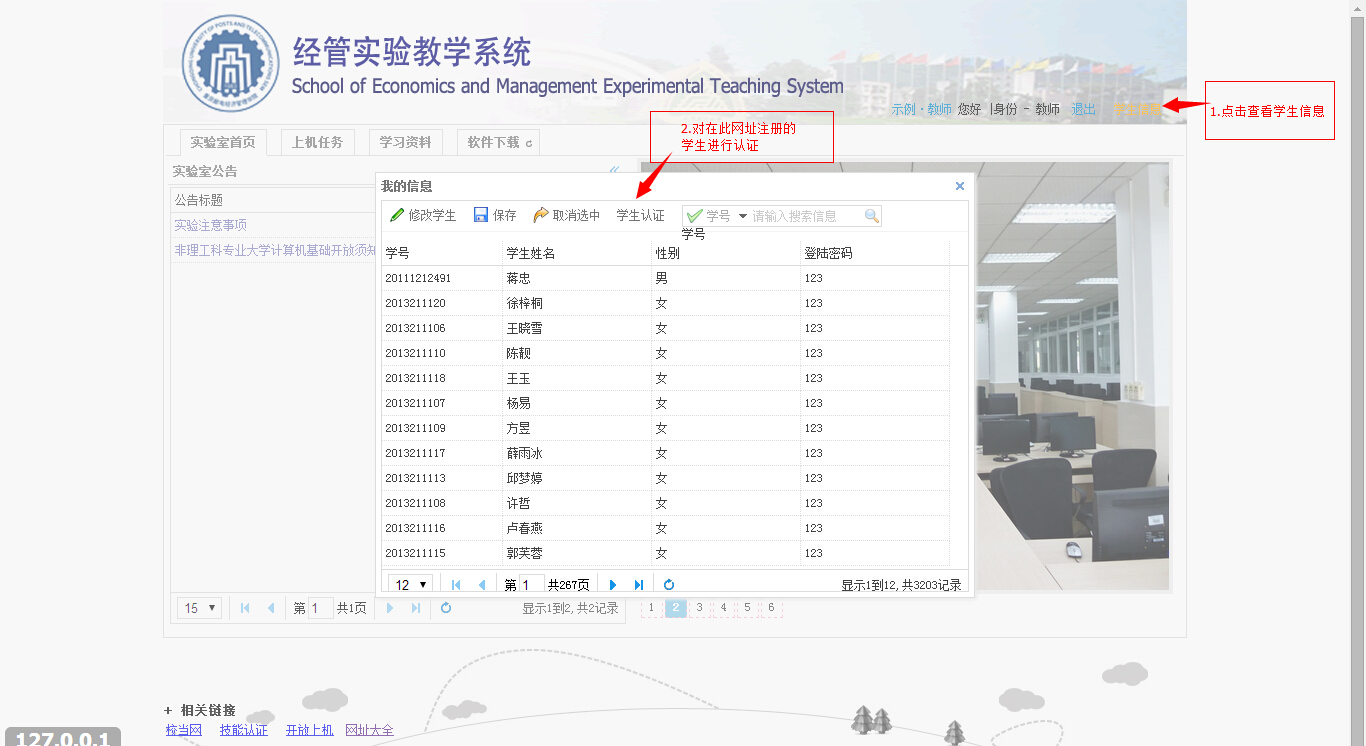 经管实验教学系统
School of Economics and Management Experimental Teaching System
示例·教师 您好 |身份 - 教师 退出
1.点击查看学生信息
2.对在此网址注册的
学生进行认证
实验室首页 上机任务 学习资料 软件下载
实验室公告
公告标题
实验注意事项
非理工科专业大学计算机基础开放须知
我的信息
修改学生 保存 取消选中 学生认证 学号 请输入搜索信息
学号
学号 学生姓名 性别 登陆密码
20111212491 蒋忠 男 123
2013211120 徐梓桐 女 123
2013211106 王晓雪 女 123
2013211110 陈靓 女 123
2013211118 王玉 女 123
2013211107 杨易 女 123
2013211109 方昱 女 123
2013211117 薛雨冰 女 123
2013211113 邱梦婷 女 123
2013211108 许哲 女 123
2013211116 卢春燕 女 123
2013211115 郭芙蓉 女 123
12 第 1 共267页 显示1到12, 共3203记录
15 第 1 共1页 显示1到2, 共2记录
1 2 3 4 5 6
+ 相关链接
校当网 技能认证 开放上机 网址大全
127.0.0.1